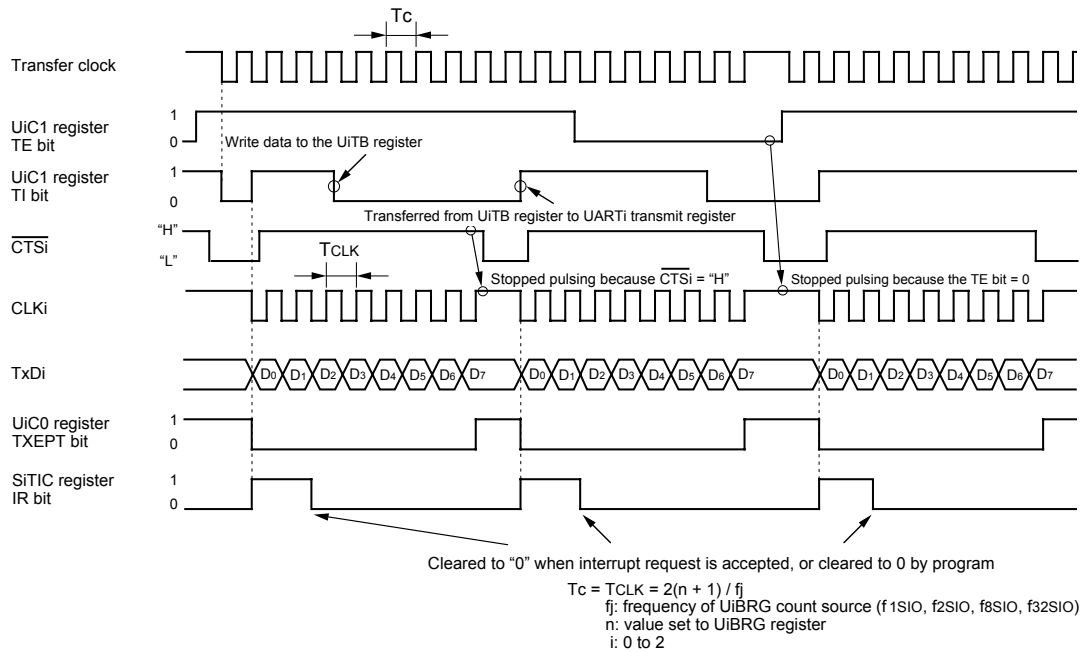 Tc
Transfer clock
UiC1 register
TE bit
1
0
Write data to the UiTB register
UiC1 register
TI bit
1
0
Transferred from UiTB register to UARTi transmit register
CTSi
“H”
“L”
TCLK
Stopped pulsing because CTSi = “H”
Stopped pulsing because the TE bit = 0
CLKi
TxDi
D0 D1 D2 D3 D4 D5 D6 D7 D0 D1 D2 D3 D4 D5 D6 D7 D0 D1 D2 D3 D4 D5 D6 D7
UiC0 register
TXEPT bit
1
0
SiTIC register
IR bit
1
0
Cleared to “0” when interrupt request is accepted, or cleared to 0 by program
Tc = TCLK = 2(n + 1) / fj
fj: frequency of UiBRG count source (f1SIO, f2SIO, f8SIO, f32SIO)
n: value set to UiBRG register
i: 0 to 2